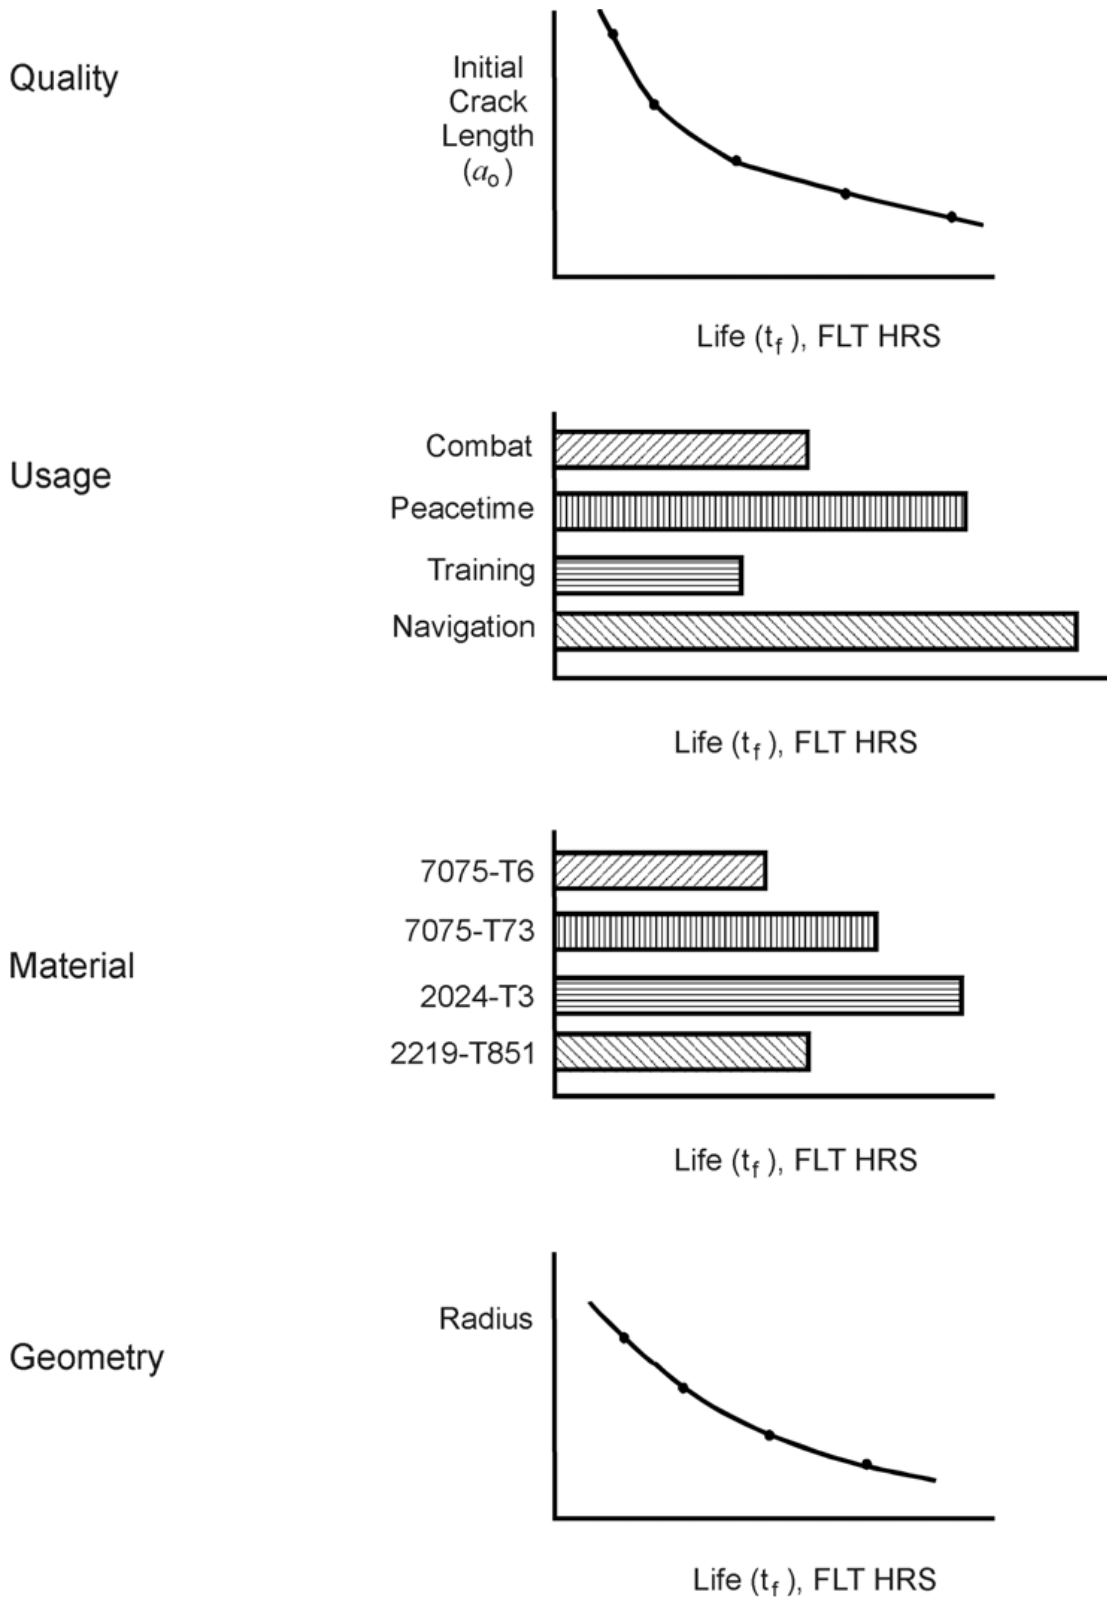 Quality
Initial
Crack
Length
(a₀)
Life (t_f), FLT HRS
Usage
Combat
Peacetime
Training
Navigation
Life (t_f), FLT HRS
Material
7075-T6
7075-T73
2024-T3
2219-T851
Life (t_f), FLT HRS
Geometry
Radius
Life (t_f), FLT HRS